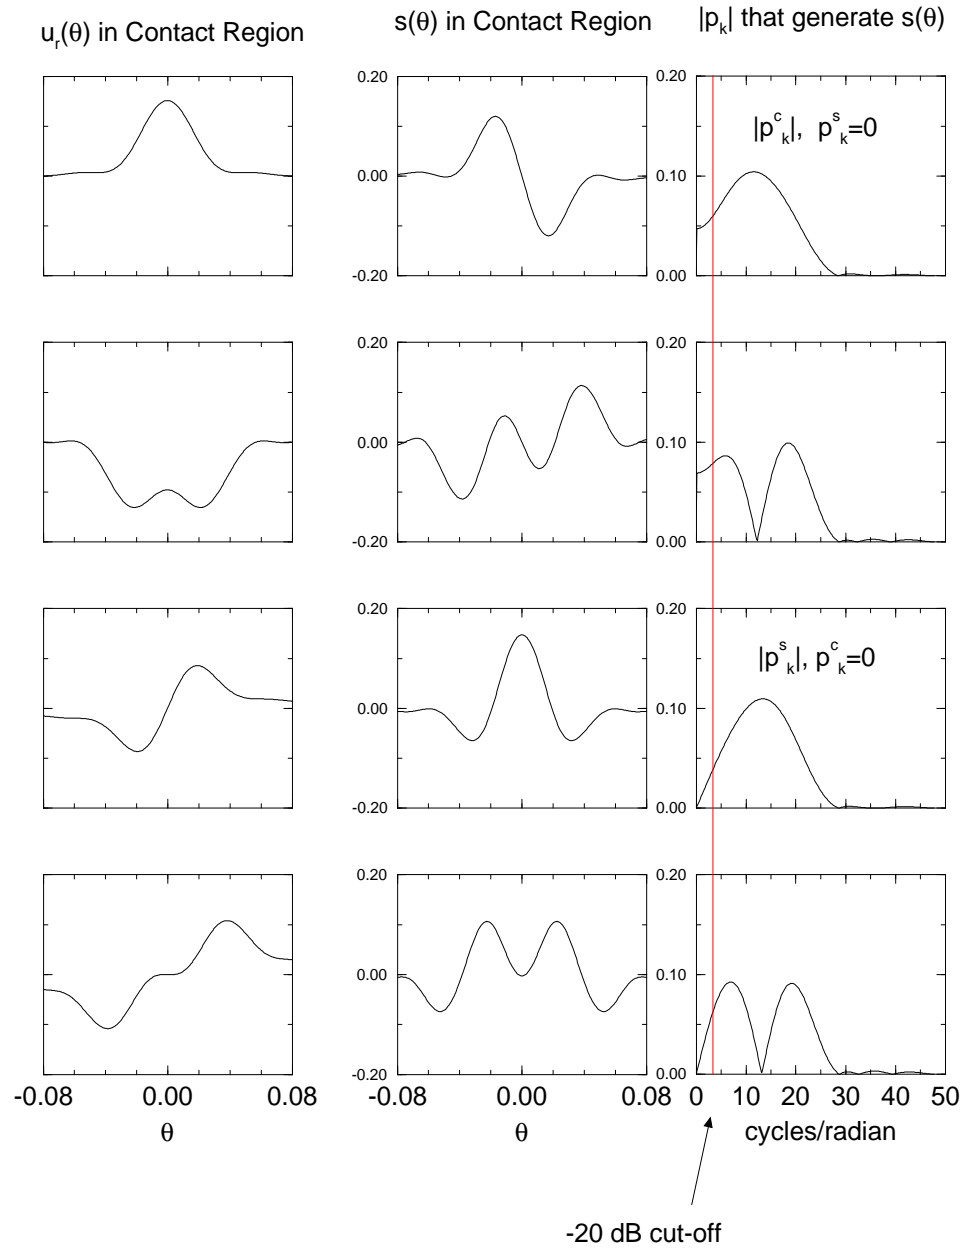 u_r(θ) in Contact Region
s(θ) in Contact Region
|p_k| that generate s(θ)
0.20
0.00
-0.20
0.20
0.10
0.00
|p^c_k|, p^s_k=0
0.20
0.00
-0.20
0.20
0.10
0.00
0.20
0.00
-0.20
0.20
0.10
0.00
|p^s_k|, p^c_k=0
0.20
0.00
-0.20
0.20
0.10
0.00
-0.08 0.00 0.08
θ
-0.08 0.00 0.08
θ
0 10 20 30 40 50
cycles/radian
-20 dB cut-off